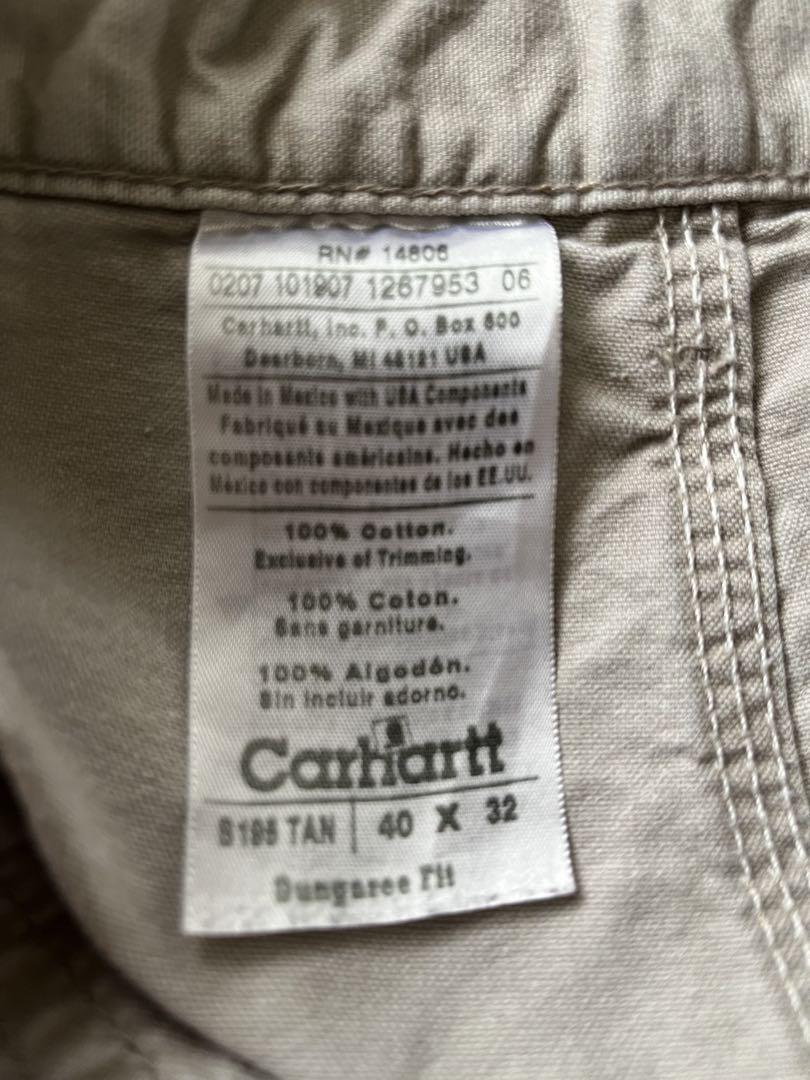 RN# 14806
0207 101907 1267953 06
Carhartt, Inc. P. O. Box 600
Dearborn, MI 48121 USA
Made in Mexico with USA Components
Fabriqué au Mexique avec des
composants américains. Hecho en
México con componentes de los EE.UU.
100% Cotton.
Exclusive of Trimming.
100% Coton.
Sans garniture.
100% Algodón.
Sin incluir adorno.
Carhartt
TAN 40 X 32
Dungaree Fit